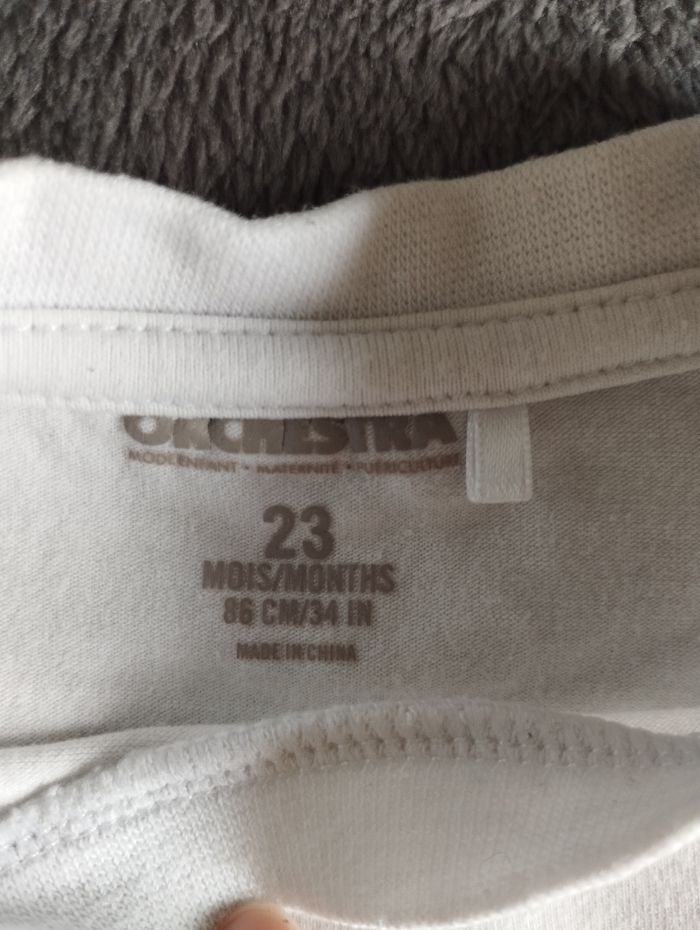 ORCHESTRA
MODE ENFANT • MATERNITÉ • PUÉRICULTURE
23
MOIS/MONTHS
86 CM/34 IN
MADE IN CHINA